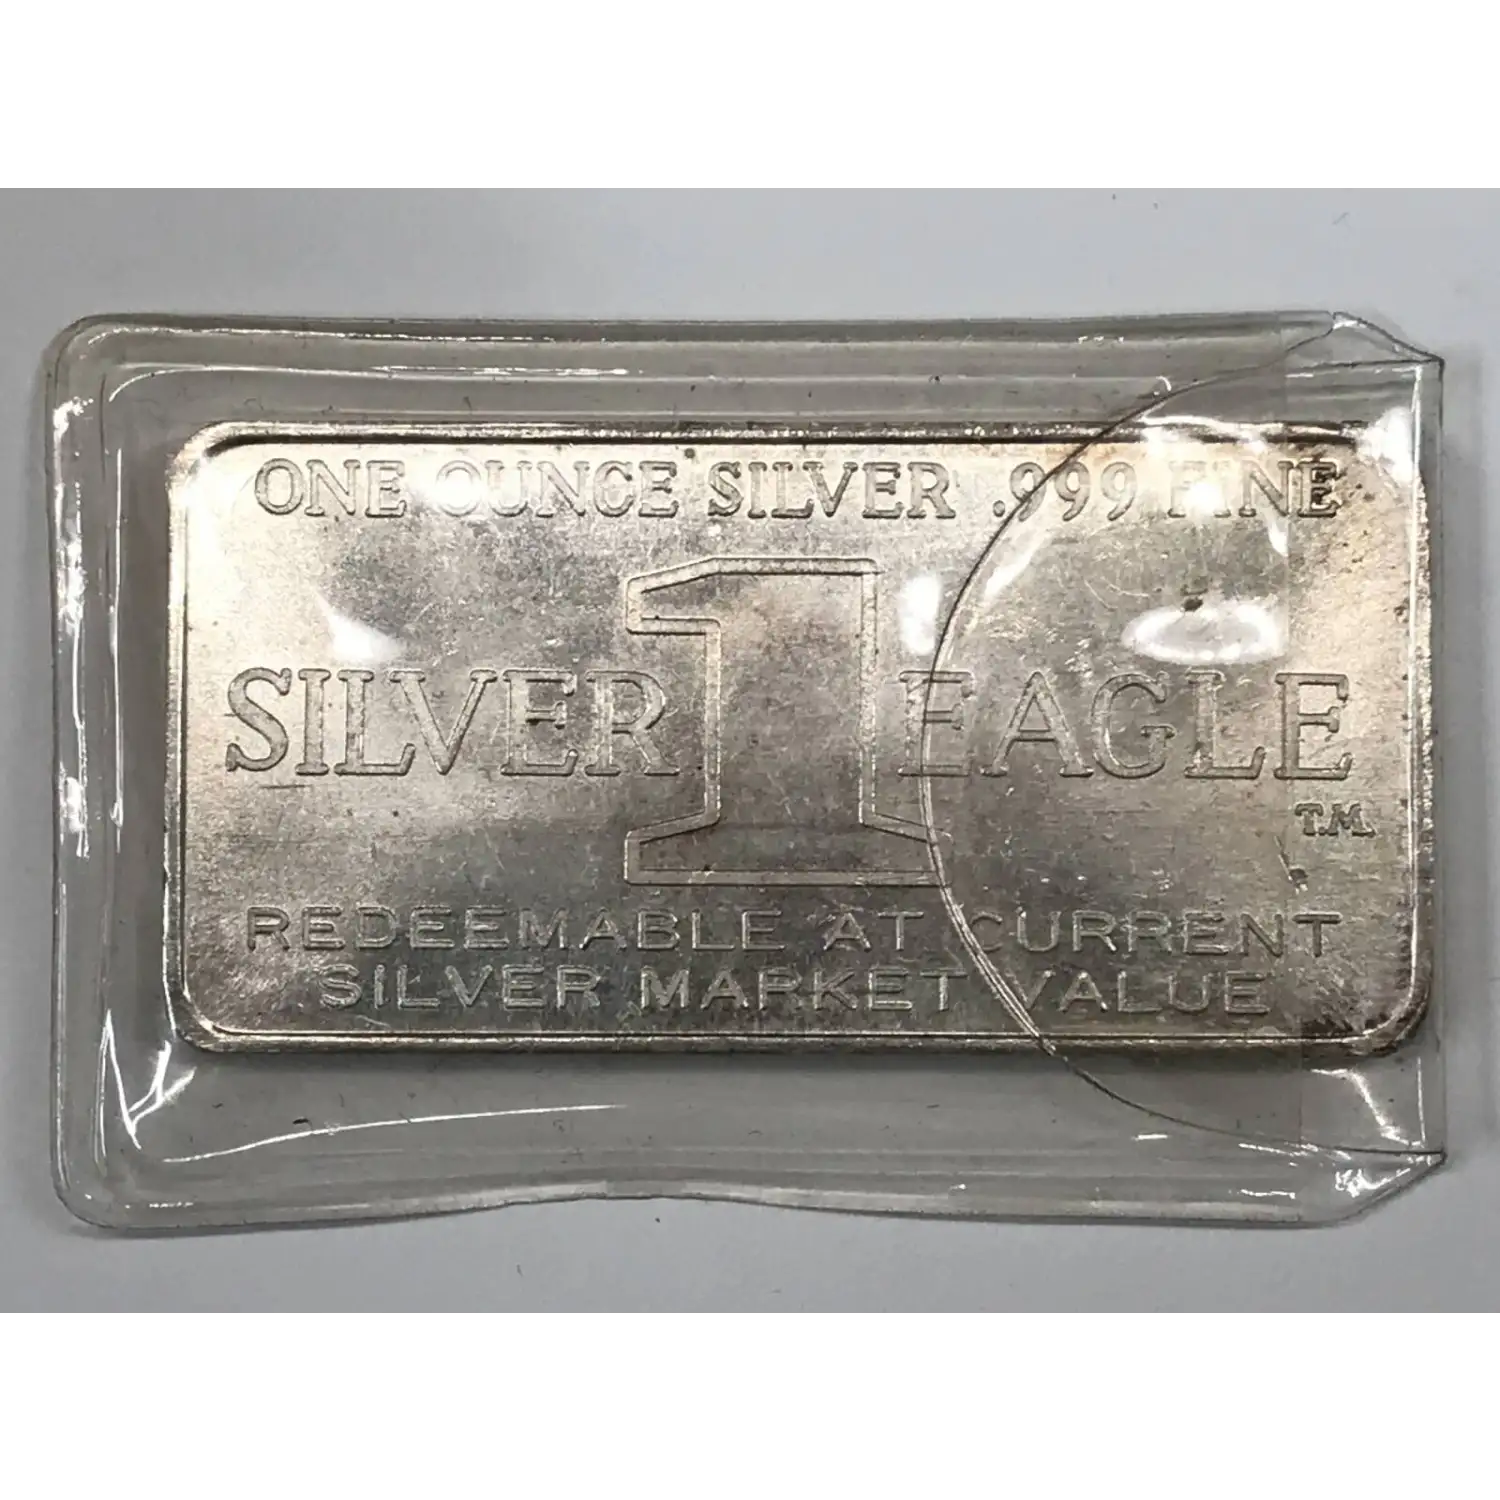 ONE OUNCE SILVER .999 FINE
SILVER 1 EAGLE
T.M.
REDEEMABLE AT CURRENT
SILVER MARKET VALUE